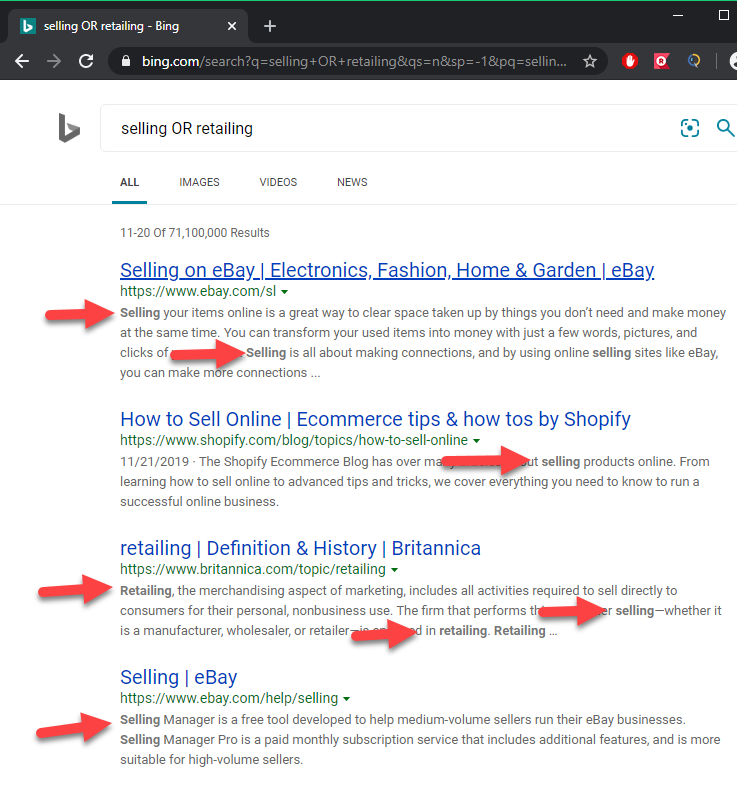 selling OR retailing - Bing
bing.com/search?q=selling+OR+retailing&qs=n&sp=-1&pq=sellin...
selling OR retailing
ALL IMAGES VIDEOS NEWS
11-20 Of 71,100,000 Results
Selling on eBay | Electronics, Fashion, Home & Garden | eBay
https://www.ebay.com/sl
Selling your items online is a great way to clear space taken up by things you don’t need and make money
at the same time. You can transform your used items into money with just a few words, pictures, and
clicks of Selling is all about making connections, and by using online selling sites like eBay,
you can make more connections ...
How to Sell Online | Ecommerce tips & how tos by Shopify
https://www.shopify.com/blog/topics/how-to-sell-online
11/21/2019 · The Shopify Ecommerce Blog has over selling products online. From
learning how to sell online to advanced tips and tricks, we cover everything you need to know to run a
successful online business.
retailing | Definition & History | Britannica
https://www.britannica.com/topic/retailing
Retailing, the merchandising aspect of marketing, includes all activities required to sell directly to
consumers for their personal, nonbusiness use. The firm that performs selling—whether it
is a manufacturer, wholesaler, or retailer— in retailing. Retailing ...
Selling | eBay
https://www.ebay.com/help/selling
Selling Manager is a free tool developed to help medium-volume sellers run their eBay businesses.
Selling Manager Pro is a paid monthly subscription service that includes additional features, and is more
suitable for high-volume sellers.